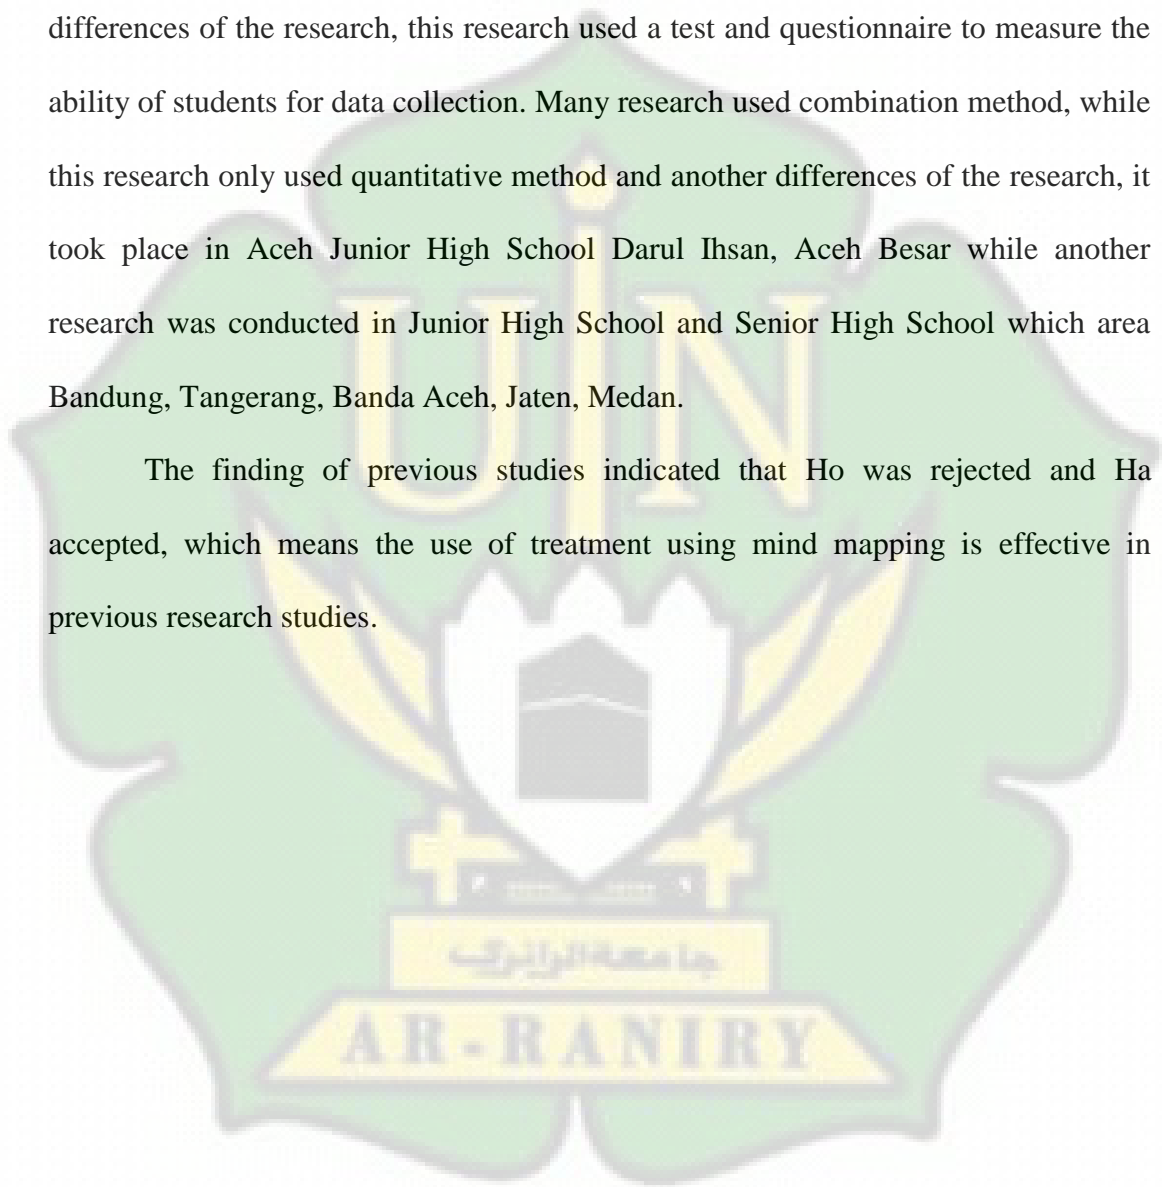 differences of the research, this research used a test and questionnaire to measure the
ability of students for data collection. Many research used combination method, while
this research only used quantitative method and another differences of the research, it
took place in Aceh Junior High School Darul Ihsan, Aceh Besar while another
research was conducted in Junior High School and Senior High School which area
Bandung, Tangerang, Banda Aceh, Jaten, Medan.
The finding of previous studies indicated that Ho was rejected and Ha
accepted, which means the use of treatment using mind mapping is effective in
previous research studies.
UIN
جامعة الرانري
AR-RANIRY